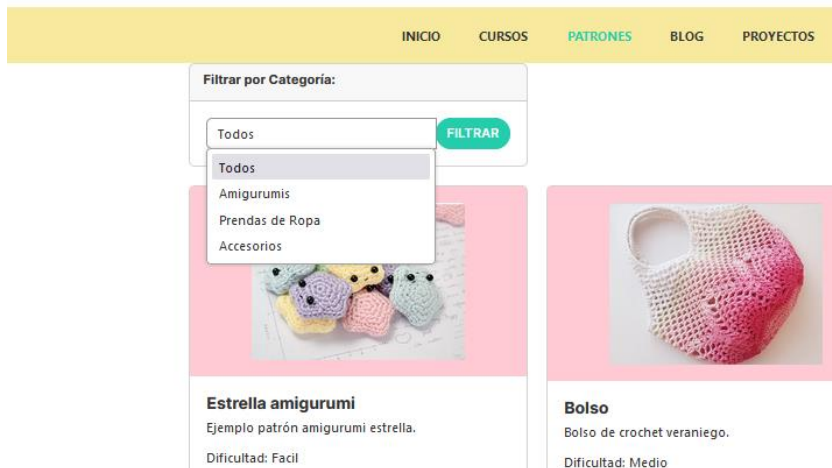 INICIO CURSOS PATRONES BLOG PROYECTOS
Filtrar por Categoría:
Todos FILTRAR
Todos
Amigurumis
Prendas de Ropa
Accesorios
Estrella amigurumi
Ejemplo patrón amigurumi estrella.
Dificultad: Facil
Bolso
Bolso de crochet veraniego.
Dificultad: Medio